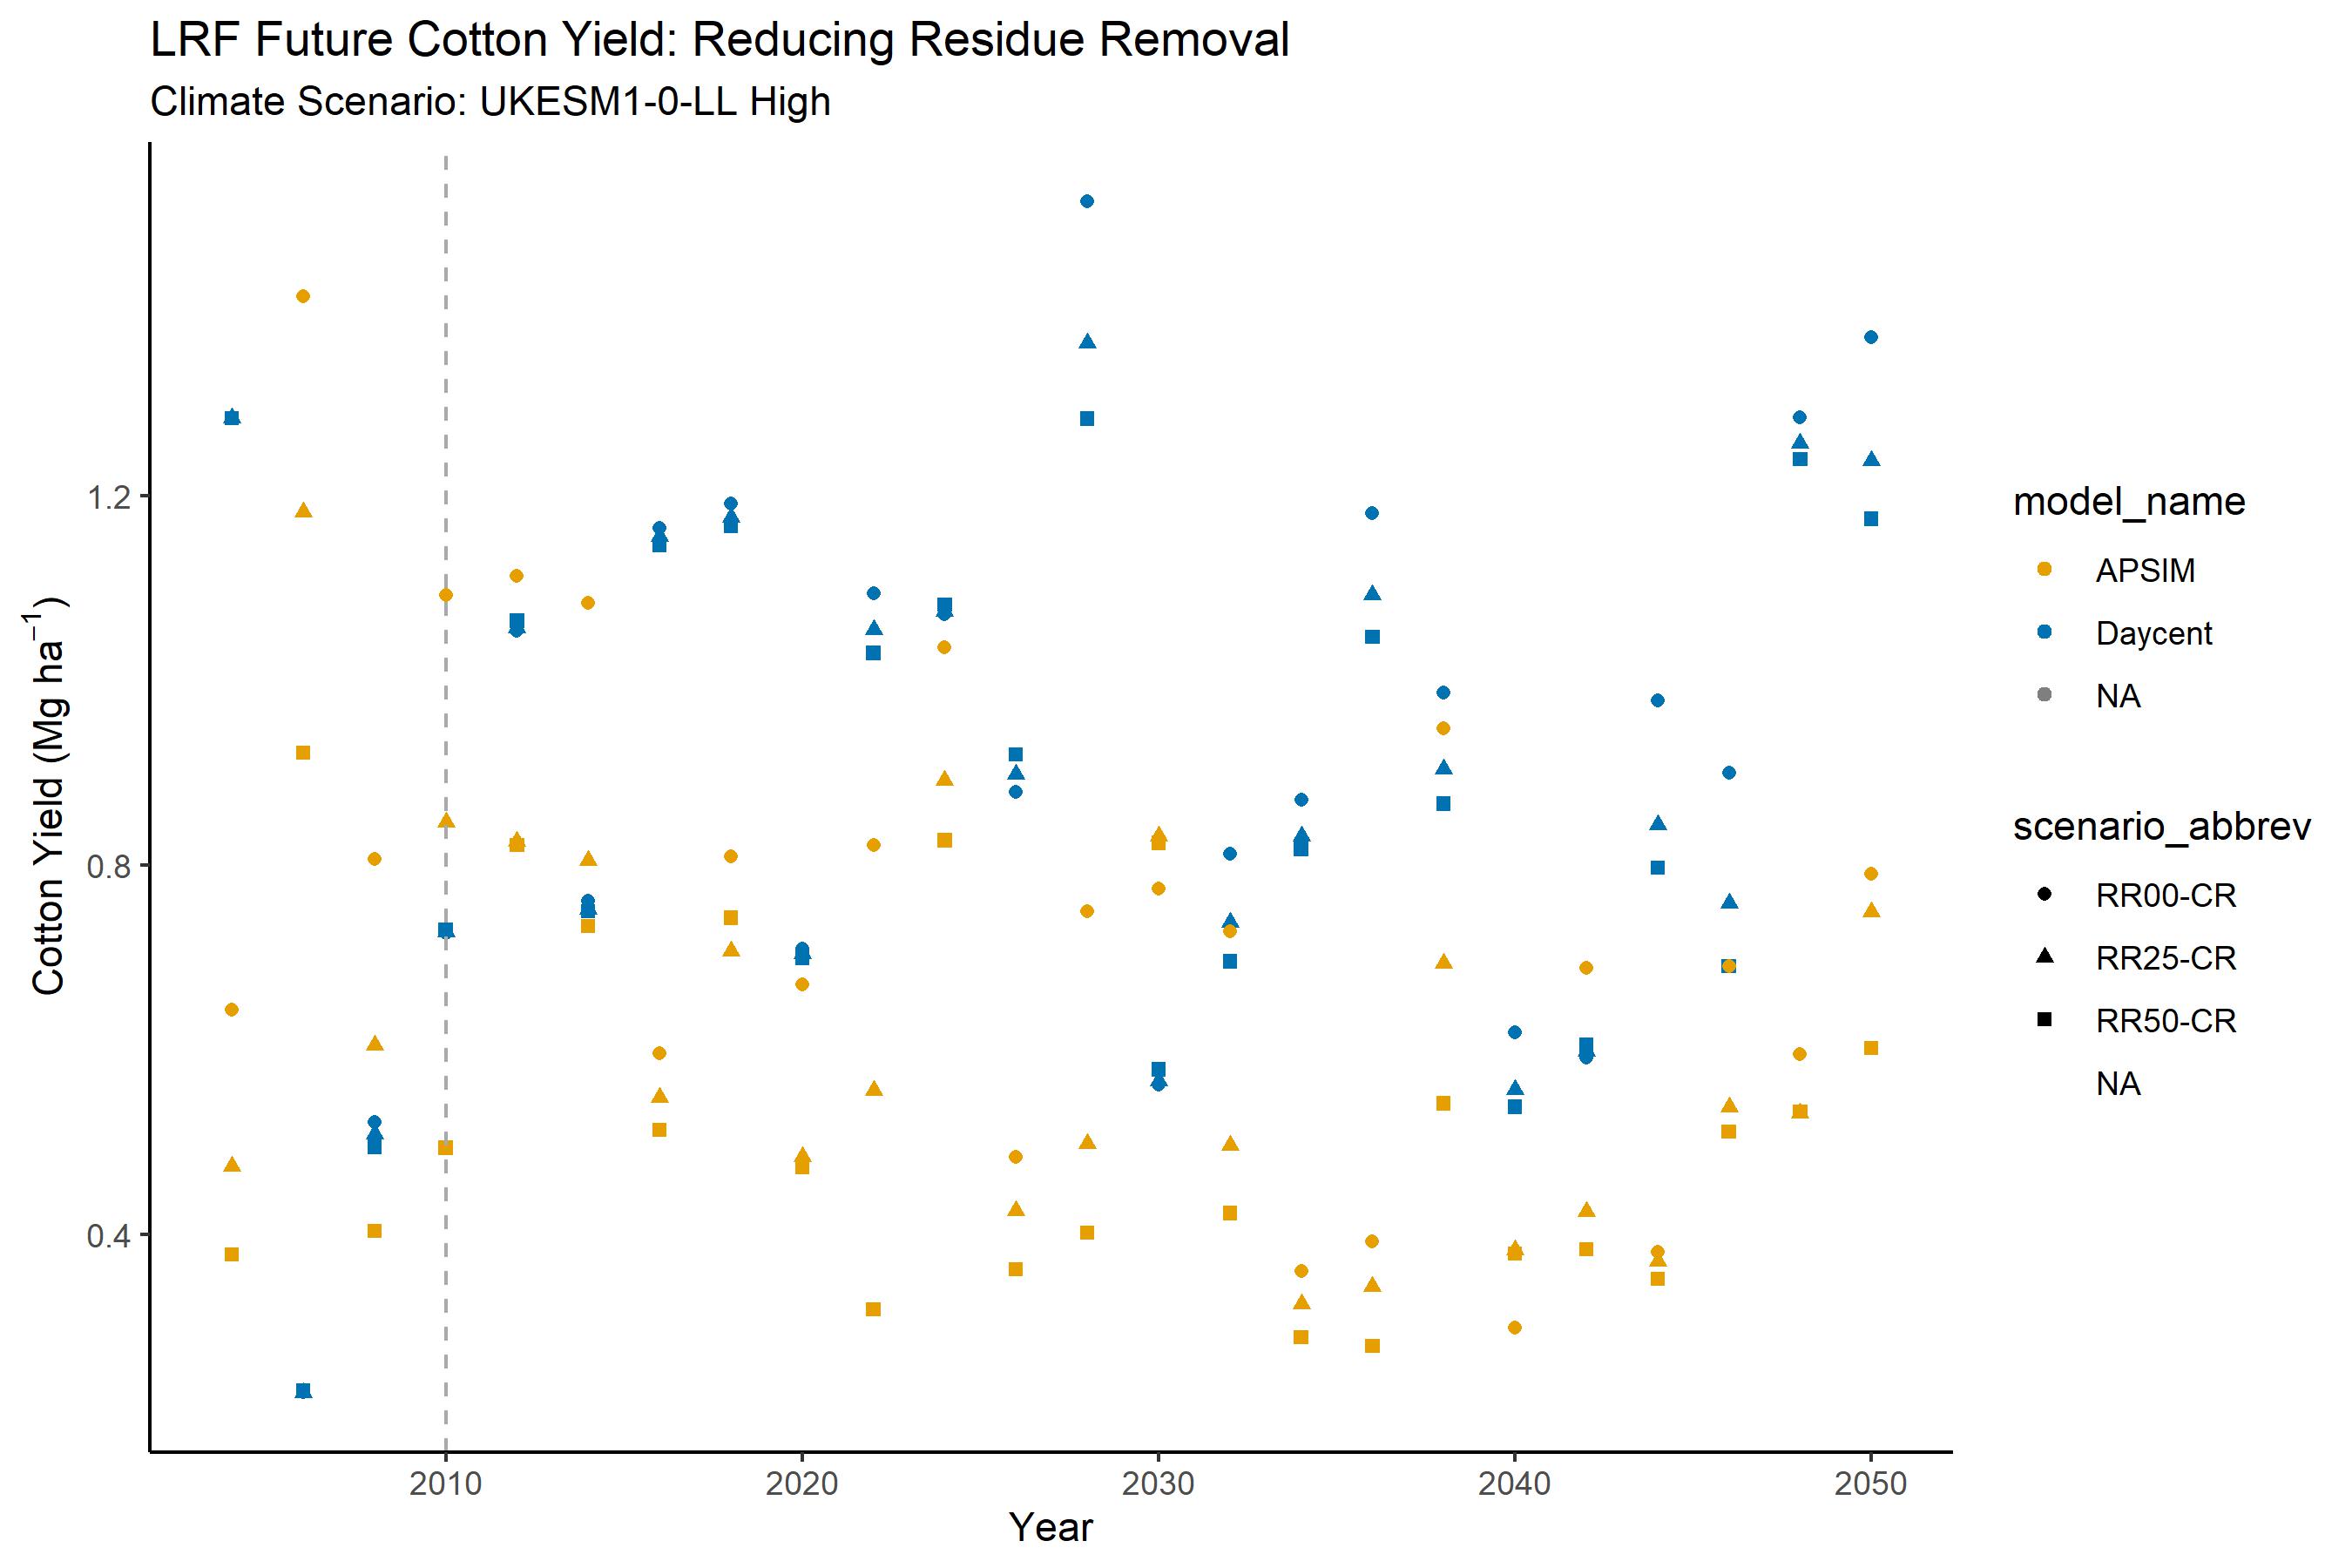 LRF Future Cotton Yield: Reducing Residue Removal
Climate Scenario: UKESM1-0-LL High
Cotton Yield (Mg ha⁻¹)
1.2
0.8
0.4
2010 2020 2030 2040 2050
Year
model_name
APSIM
Daycent
NA
scenario_abbrev
RR00-CR
RR25-CR
RR50-CR
NA